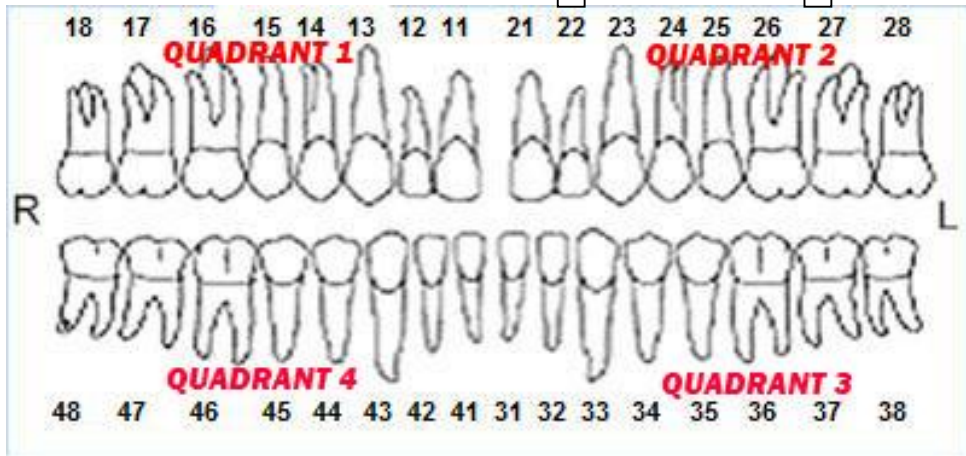 18 17 16 15 14 13 12 11 21 22 23 24 25 26 27 28
QUADRANT 1 QUADRANT 2
R L
QUADRANT 4 QUADRANT 3
48 47 46 45 44 43 42 41 31 32 33 34 35 36 37 38